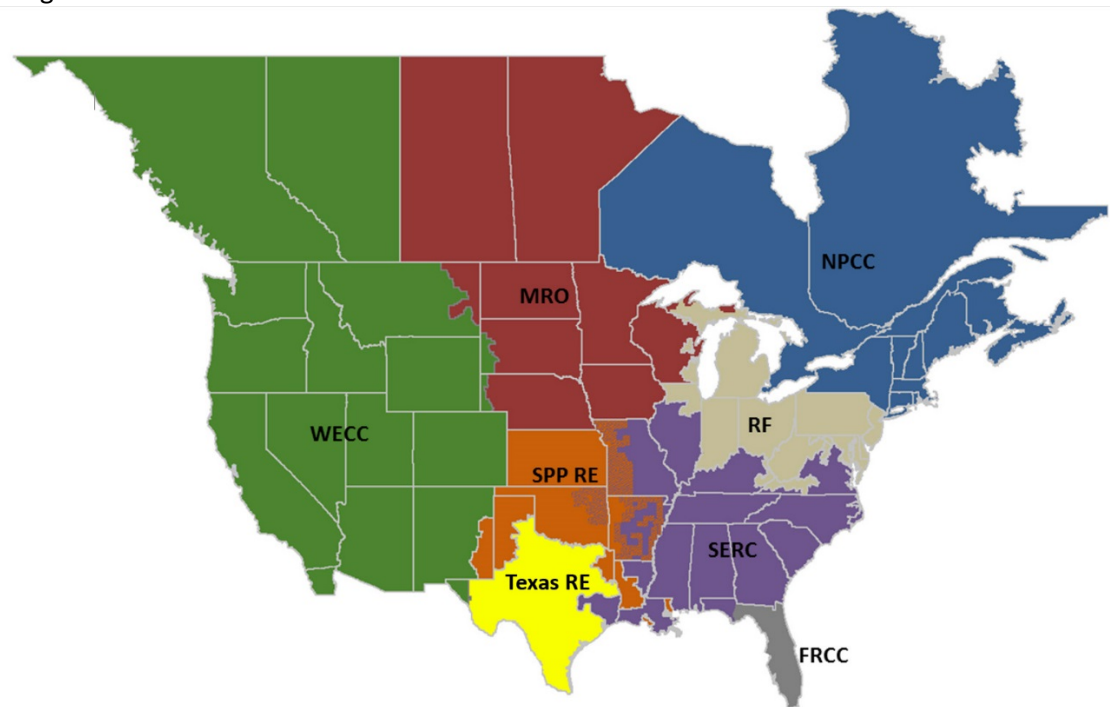 NPCC
MRO
RF
WECC
SPP RE
SERC
Texas RE
FRCC